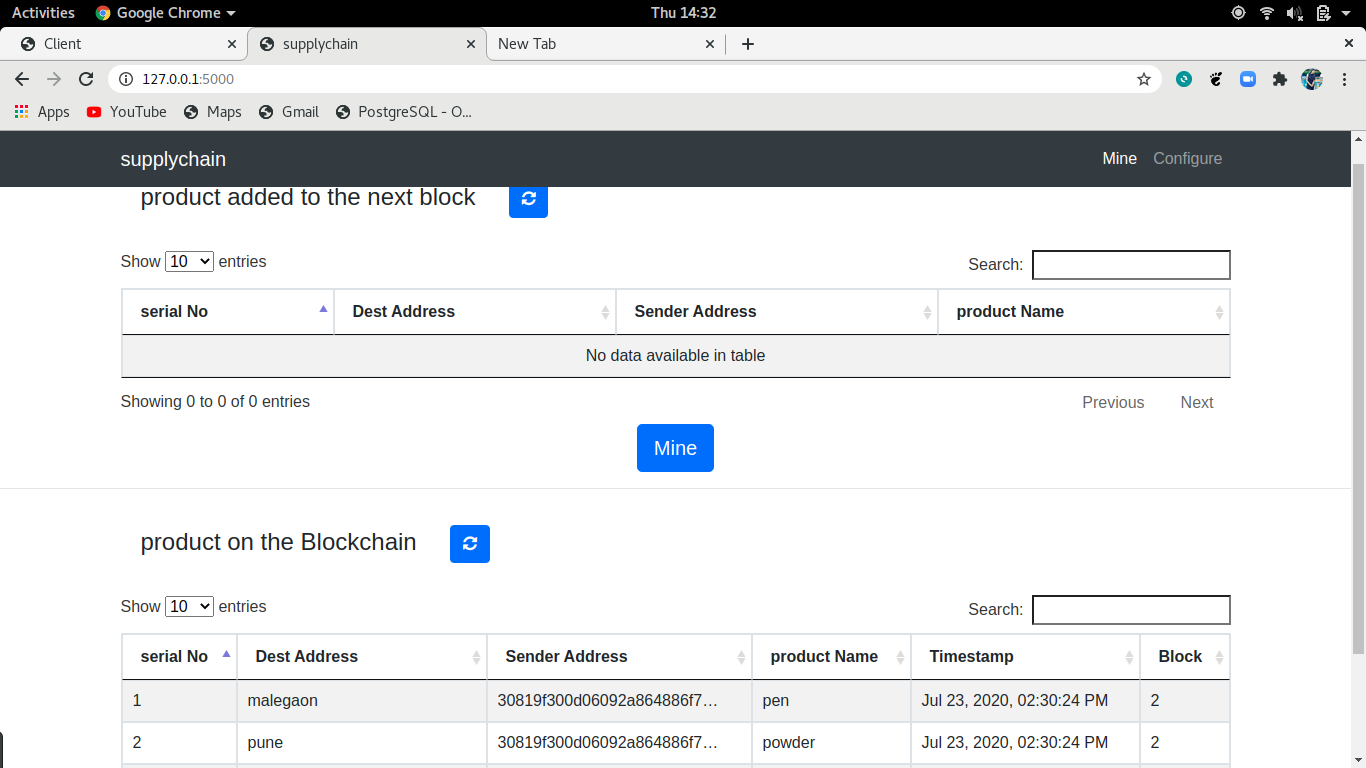 Activities Google Chrome Thu 14:32
Client supplychain New Tab
127.0.0.1:5000
Apps YouTube Maps Gmail PostgreSQL - O...
supplychain Mine Configure
product added to the next block
Show 10 entries Search:
serial No Dest Address Sender Address product Name
No data available in table
Showing 0 to 0 of 0 entries Previous Next
Mine
product on the Blockchain
Show 10 entries Search:
serial No Dest Address Sender Address product Name Timestamp Block
1 malegaon 30819f300d06092a864886f7... pen Jul 23, 2020, 02:30:24 PM 2
2 pune 30819f300d06092a864886f7... powder Jul 23, 2020, 02:30:24 PM 2